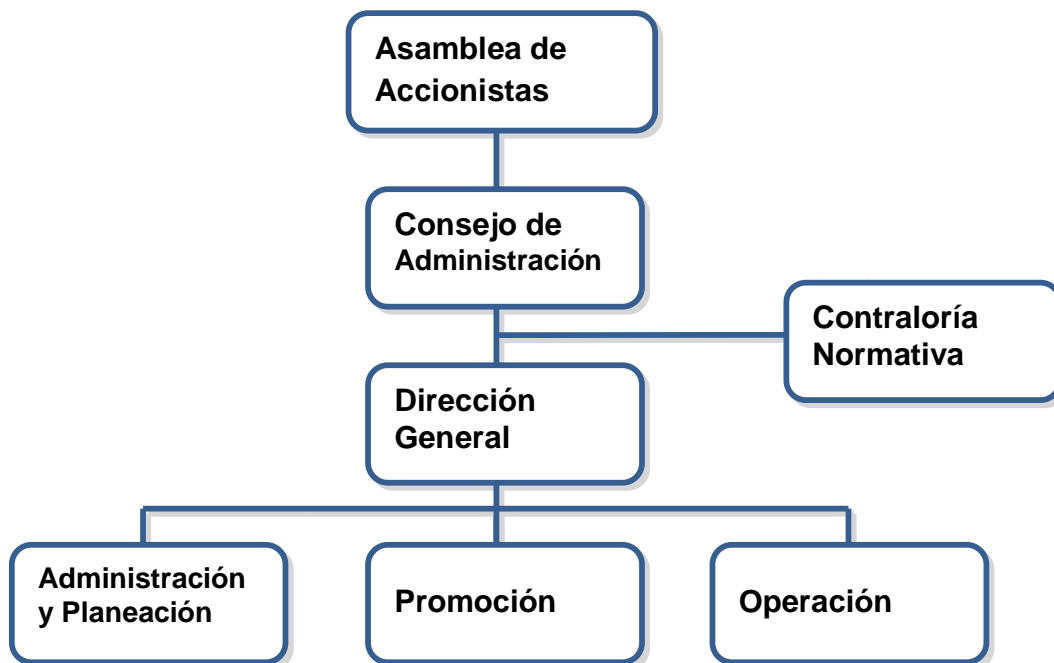 Asamblea de
Accionistas
Consejo de
Administración
Contraloría
Normativa
Dirección
General
Administración
y Planeación
Promoción
Operación